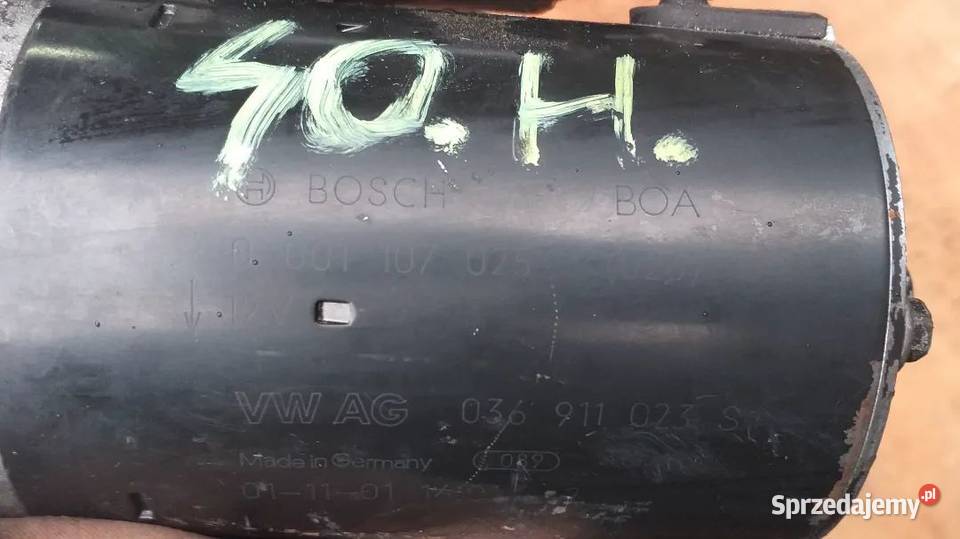 SO.H.
BOSCH BOA
0 001 107 025
12V
VW AG 036 911 023 S
Made in Germany 089
01-11-01
Sprzedajemy.pl